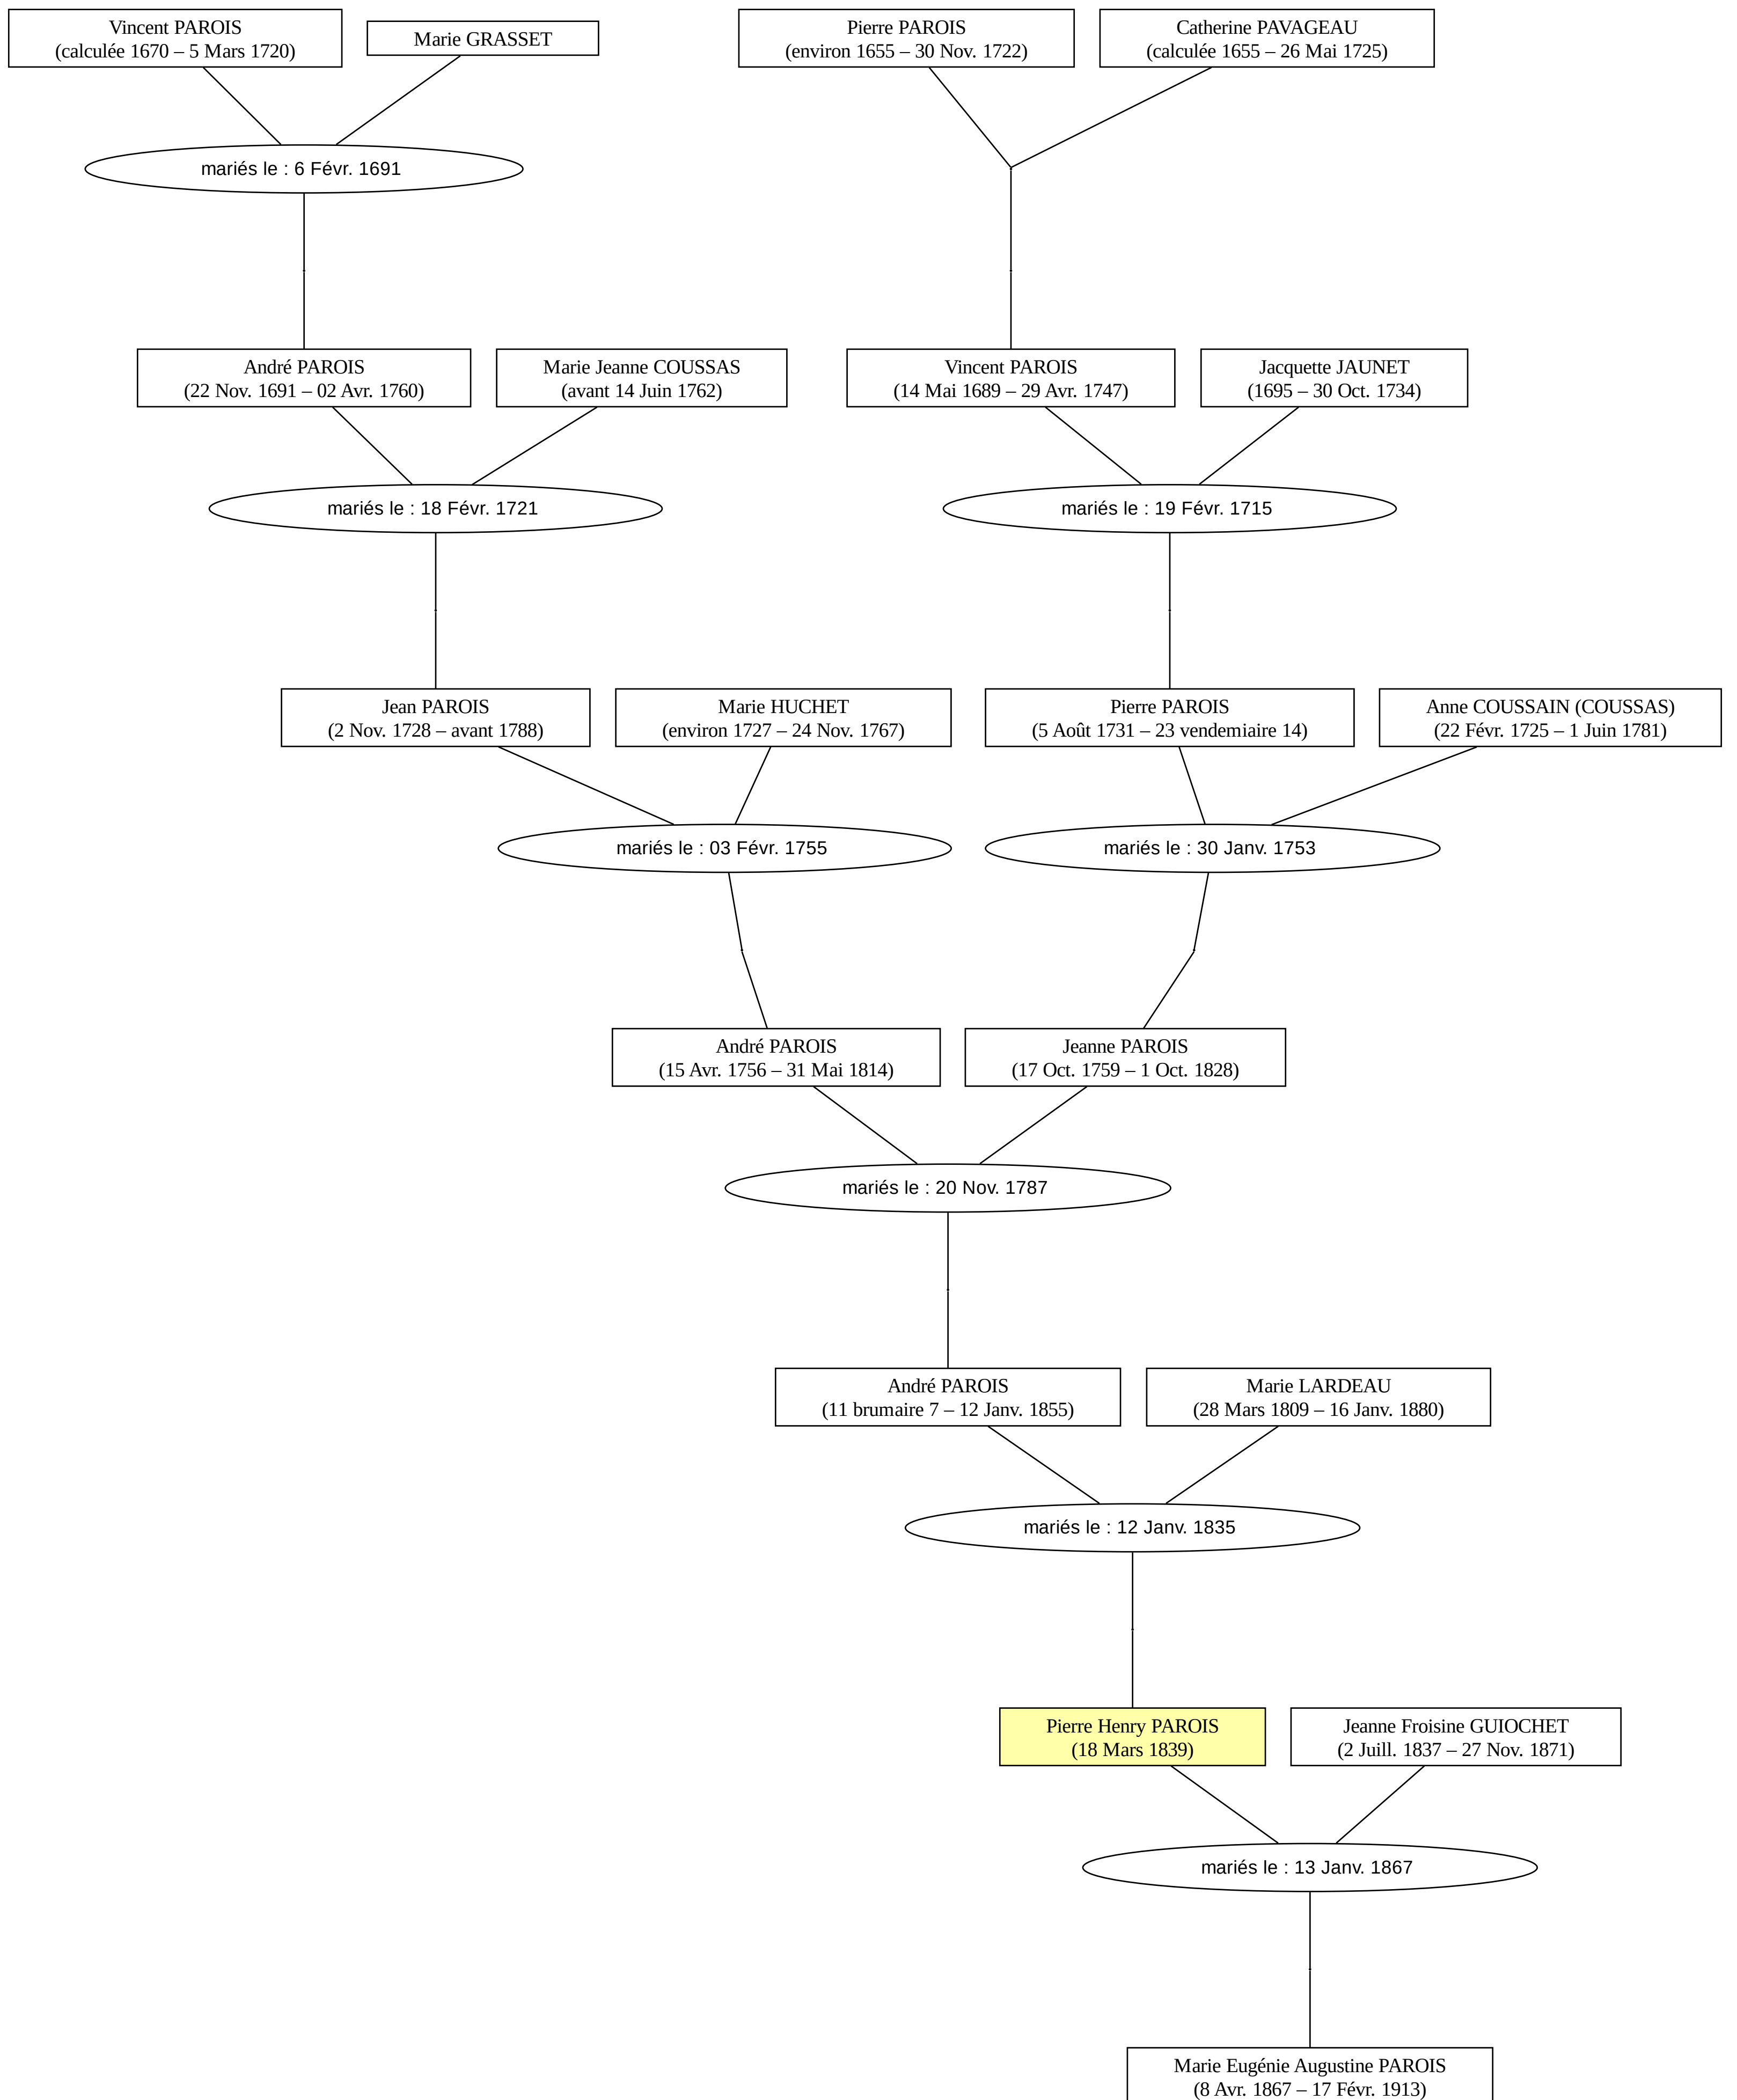 Vincent PAROIS
(calculée 1670 – 5 Mars 1720)
Marie GRASSET
Pierre PAROIS
(environ 1655 – 30 Nov. 1722)
Catherine PAVAGEAU
(calculée 1655 – 26 Mai 1725)
mariés le : 6 Févr. 1691
André PAROIS
(22 Nov. 1691 – 02 Avr. 1760)
Marie Jeanne COUSSAS
(avant 14 Juin 1762)
Vincent PAROIS
(14 Mai 1689 – 29 Avr. 1747)
Jacquette JAUNET
(1695 – 30 Oct. 1734)
mariés le : 18 Févr. 1721
mariés le : 19 Févr. 1715
Jean PAROIS
(2 Nov. 1728 – avant 1788)
Marie HUCHET
(environ 1727 – 24 Nov. 1767)
Pierre PAROIS
(5 Août 1731 – 23 vendemiaire 14)
Anne COUSSAIN (COUSSAS)
(22 Févr. 1725 – 1 Juin 1781)
mariés le : 03 Févr. 1755
mariés le : 30 Janv. 1753
André PAROIS
(15 Avr. 1756 – 31 Mai 1814)
Jeanne PAROIS
(17 Oct. 1759 – 1 Oct. 1828)
mariés le : 20 Nov. 1787
André PAROIS
(11 brumaire 7 – 12 Janv. 1855)
Marie LARDEAU
(28 Mars 1809 – 16 Janv. 1880)
mariés le : 12 Janv. 1835
Pierre Henry PAROIS
(18 Mars 1839)
Jeanne Froisine GUIOCHET
(2 Juill. 1837 – 27 Nov. 1871)
mariés le : 13 Janv. 1867
Marie Eugénie Augustine PAROIS
(8 Avr. 1867 – 17 Févr. 1913)